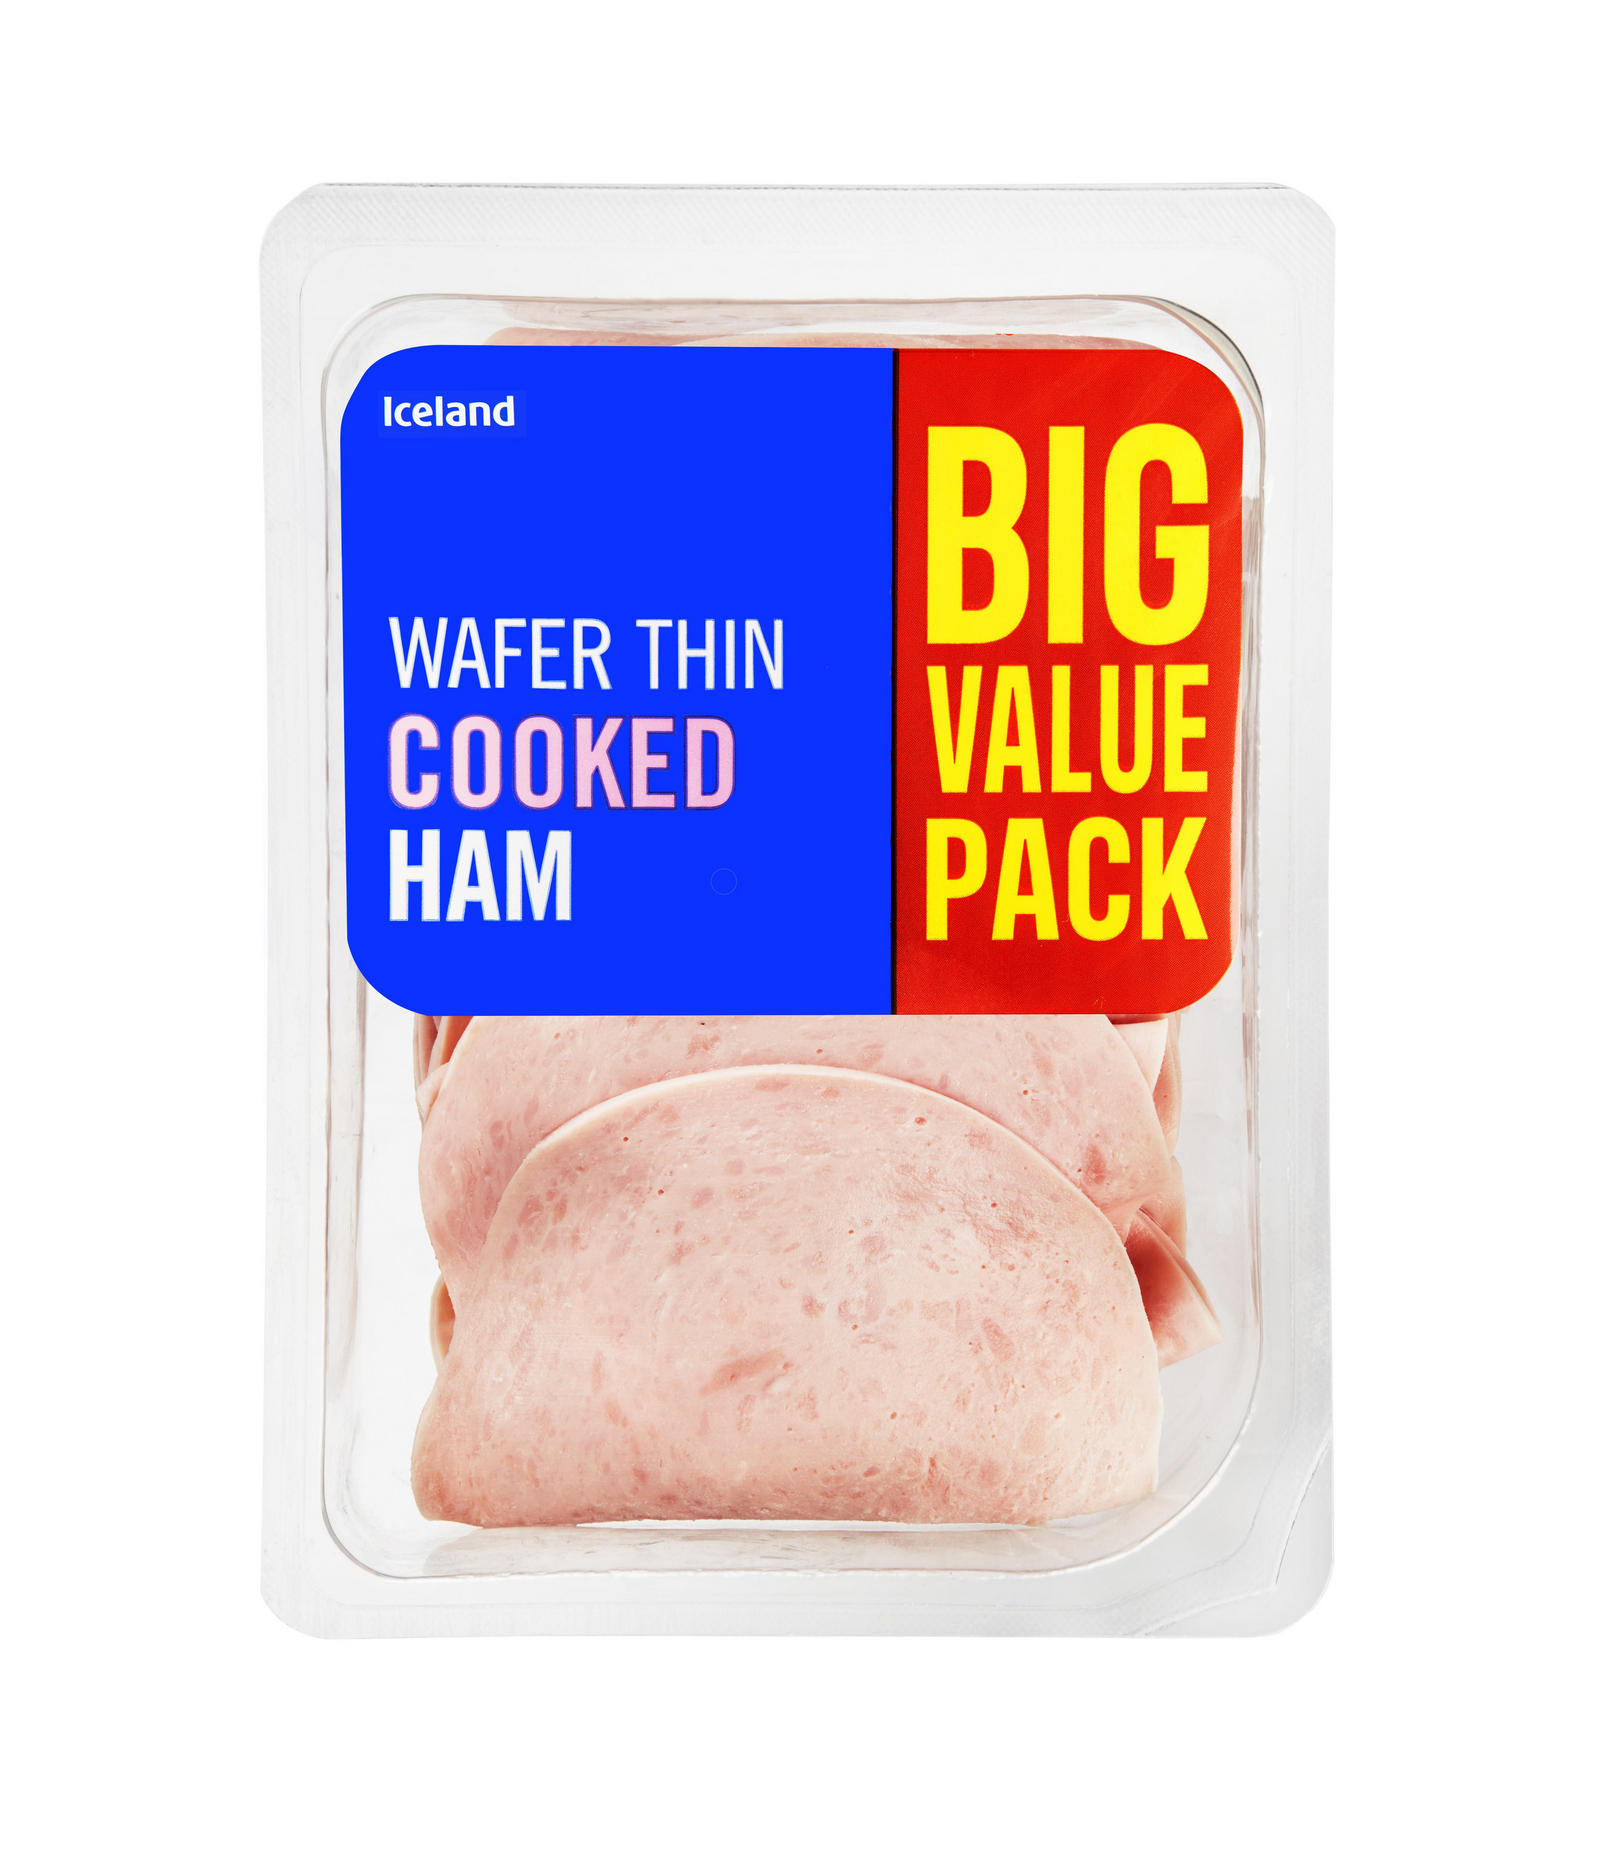 Iceland
WAFER THIN
COOKED
HAM
BIG
VALUE
PACK